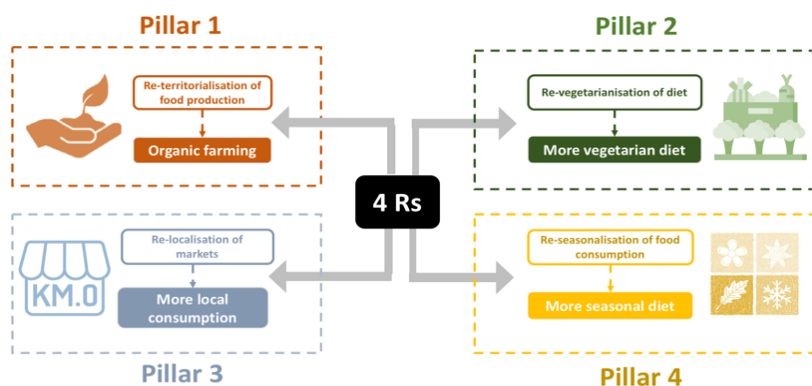 Pillar 1
Re-territorialisation of
food production
Organic farming
Pillar 2
Re-vegetarianisation of diet
More vegetarian diet
4 Rs
Re-localisation of
markets
KM.0
More local
consumption
Pillar 3
Re-seasonalisation of food
consumption
More seasonal diet
Pillar 4